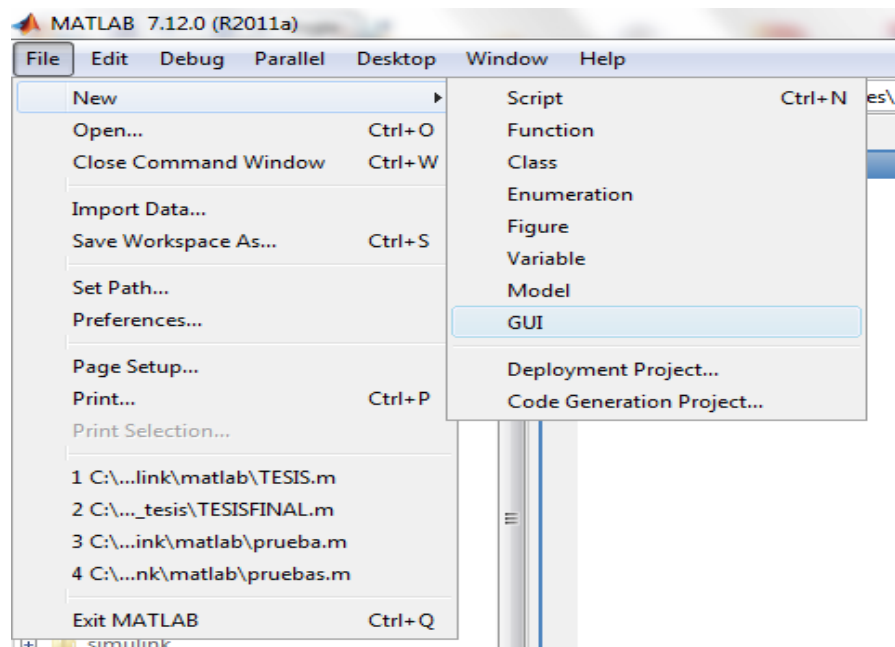 MATLAB 7.12.0 (R2011a)
File Edit Debug Parallel Desktop Window Help
New
Open... Ctrl+O
Close Command Window Ctrl+W
Import Data...
Save Workspace As... Ctrl+S
Set Path...
Preferences...
Page Setup...
Print... Ctrl+P
Print Selection...
1 C:\...link\matlab\TESIS.m
2 C:\..._tesis\TESISFINAL.m
3 C:\...ink\matlab\prueba.m
4 C:\...nk\matlab\pruebas.m
Exit MATLAB Ctrl+Q
Script Ctrl+N
Function
Class
Enumeration
Figure
Variable
Model
GUI
Deployment Project...
Code Generation Project...
es\
simulink